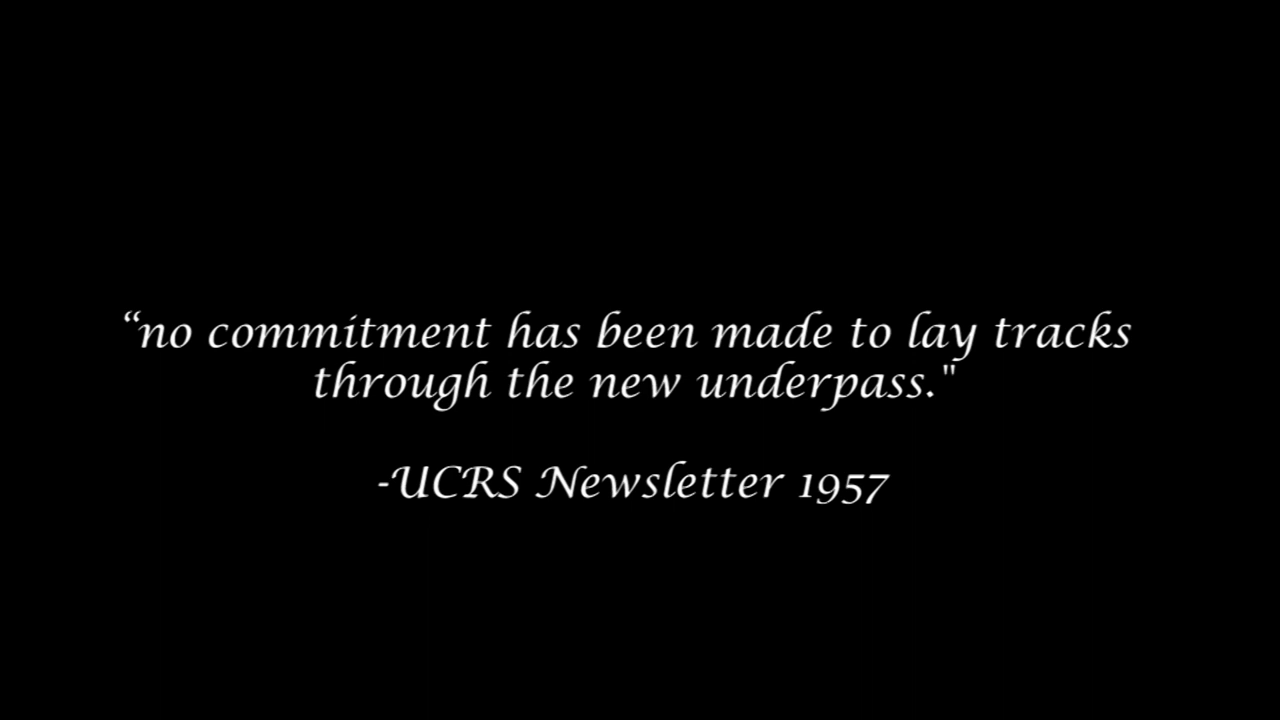 “no commitment has been made to lay tracks
through the new underpass."
-UCRS Newsletter 1957